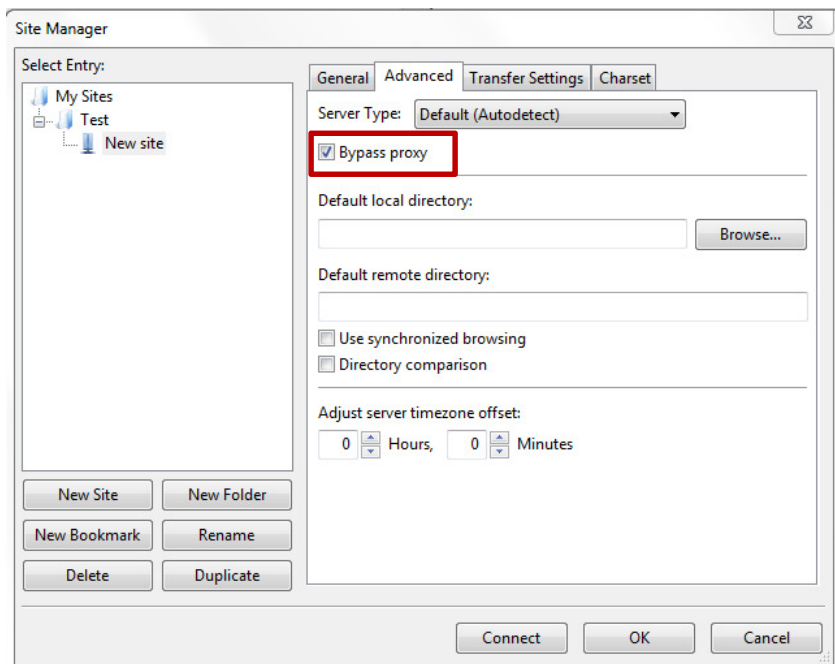 Site Manager
Select Entry:
My Sites
Test
New site
New Site
New Folder
New Bookmark
Rename
Delete
Duplicate
General
Advanced
Transfer Settings
Charset
Server Type:
Default (Autodetect)
Bypass proxy
Default local directory:
Browse...
Default remote directory:
Use synchronized browsing
Directory comparison
Adjust server timezone offset:
0 Hours, 0 Minutes
Connect
OK
Cancel